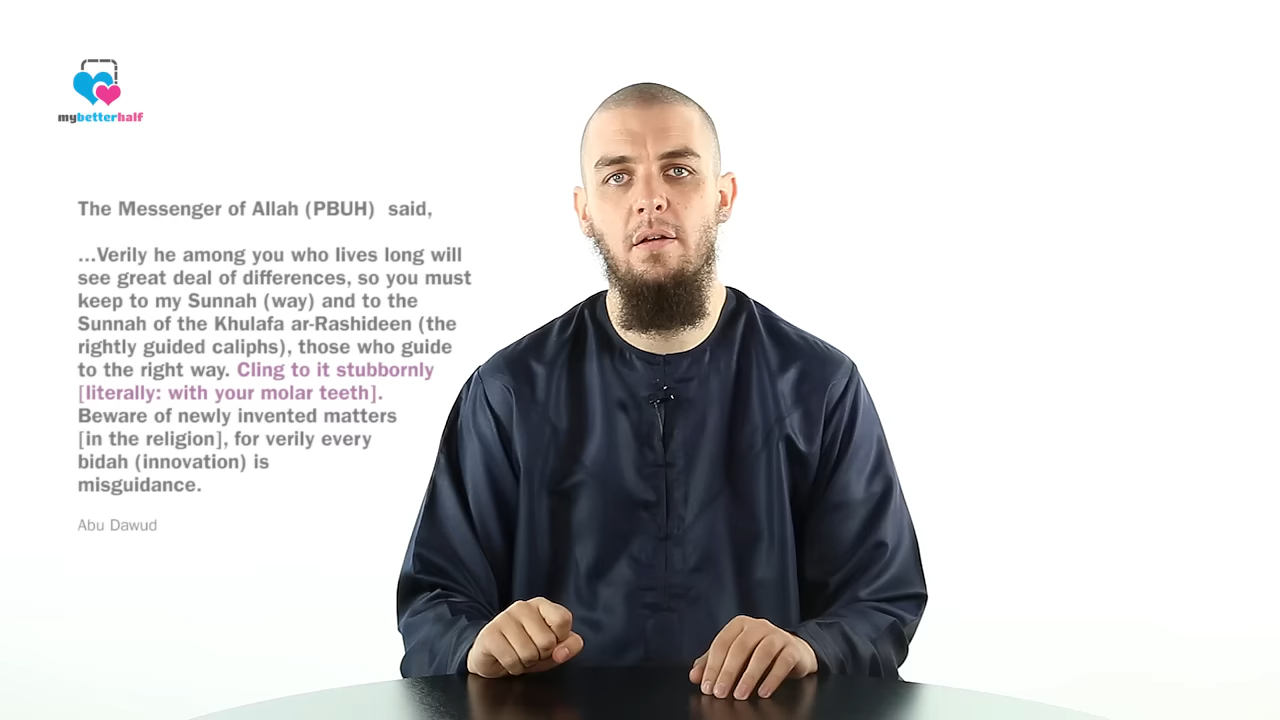 mybetterhalf
The Messenger of Allah (PBUH) said,
...Verily he among you who lives long will
see great deal of differences, so you must
keep to my Sunnah (way) and to the
Sunnah of the Khulafa ar-Rashideen (the
rightly guided caliphs), those who guide
to the right way. Cling to it stubbornly
[literally: with your molar teeth].
Beware of newly invented matters
[in the religion], for verily every
bidah (innovation) is
misguidance.
Abu Dawud